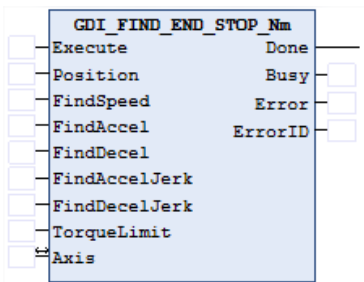 GDI_FIND_END_STOP_Nm
Execute Done
Position Busy
FindSpeed Error
FindAccel ErrorID
FindDecel
FindAccelJerk
FindDecelJerk
TorqueLimit
Axis